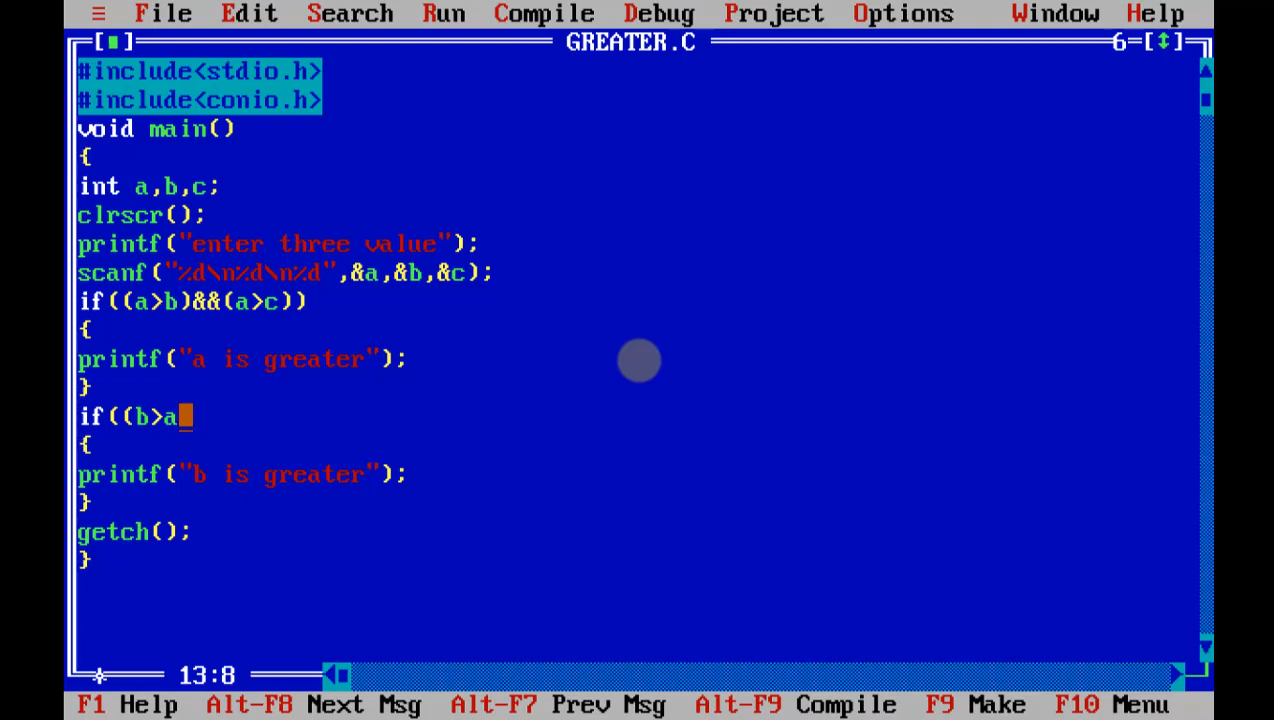 ≡ File Edit Search Run Compile Debug Project Options Window Help
[■] GREATER.C 6=[↕]
#include<stdio.h>
#include<conio.h>
void main()
{
int a,b,c;
clrscr();
printf("enter three value");
scanf("%d\n%d\n%d",&a,&b,&c);
if((a>b)&&(a>c))
{
printf("a is greater");
}
if((b>a
{
printf("b is greater");
}
getch();
}
13:8
F1 Help Alt-F8 Next Msg Alt-F7 Prev Msg Alt-F9 Compile F9 Make F10 Menu